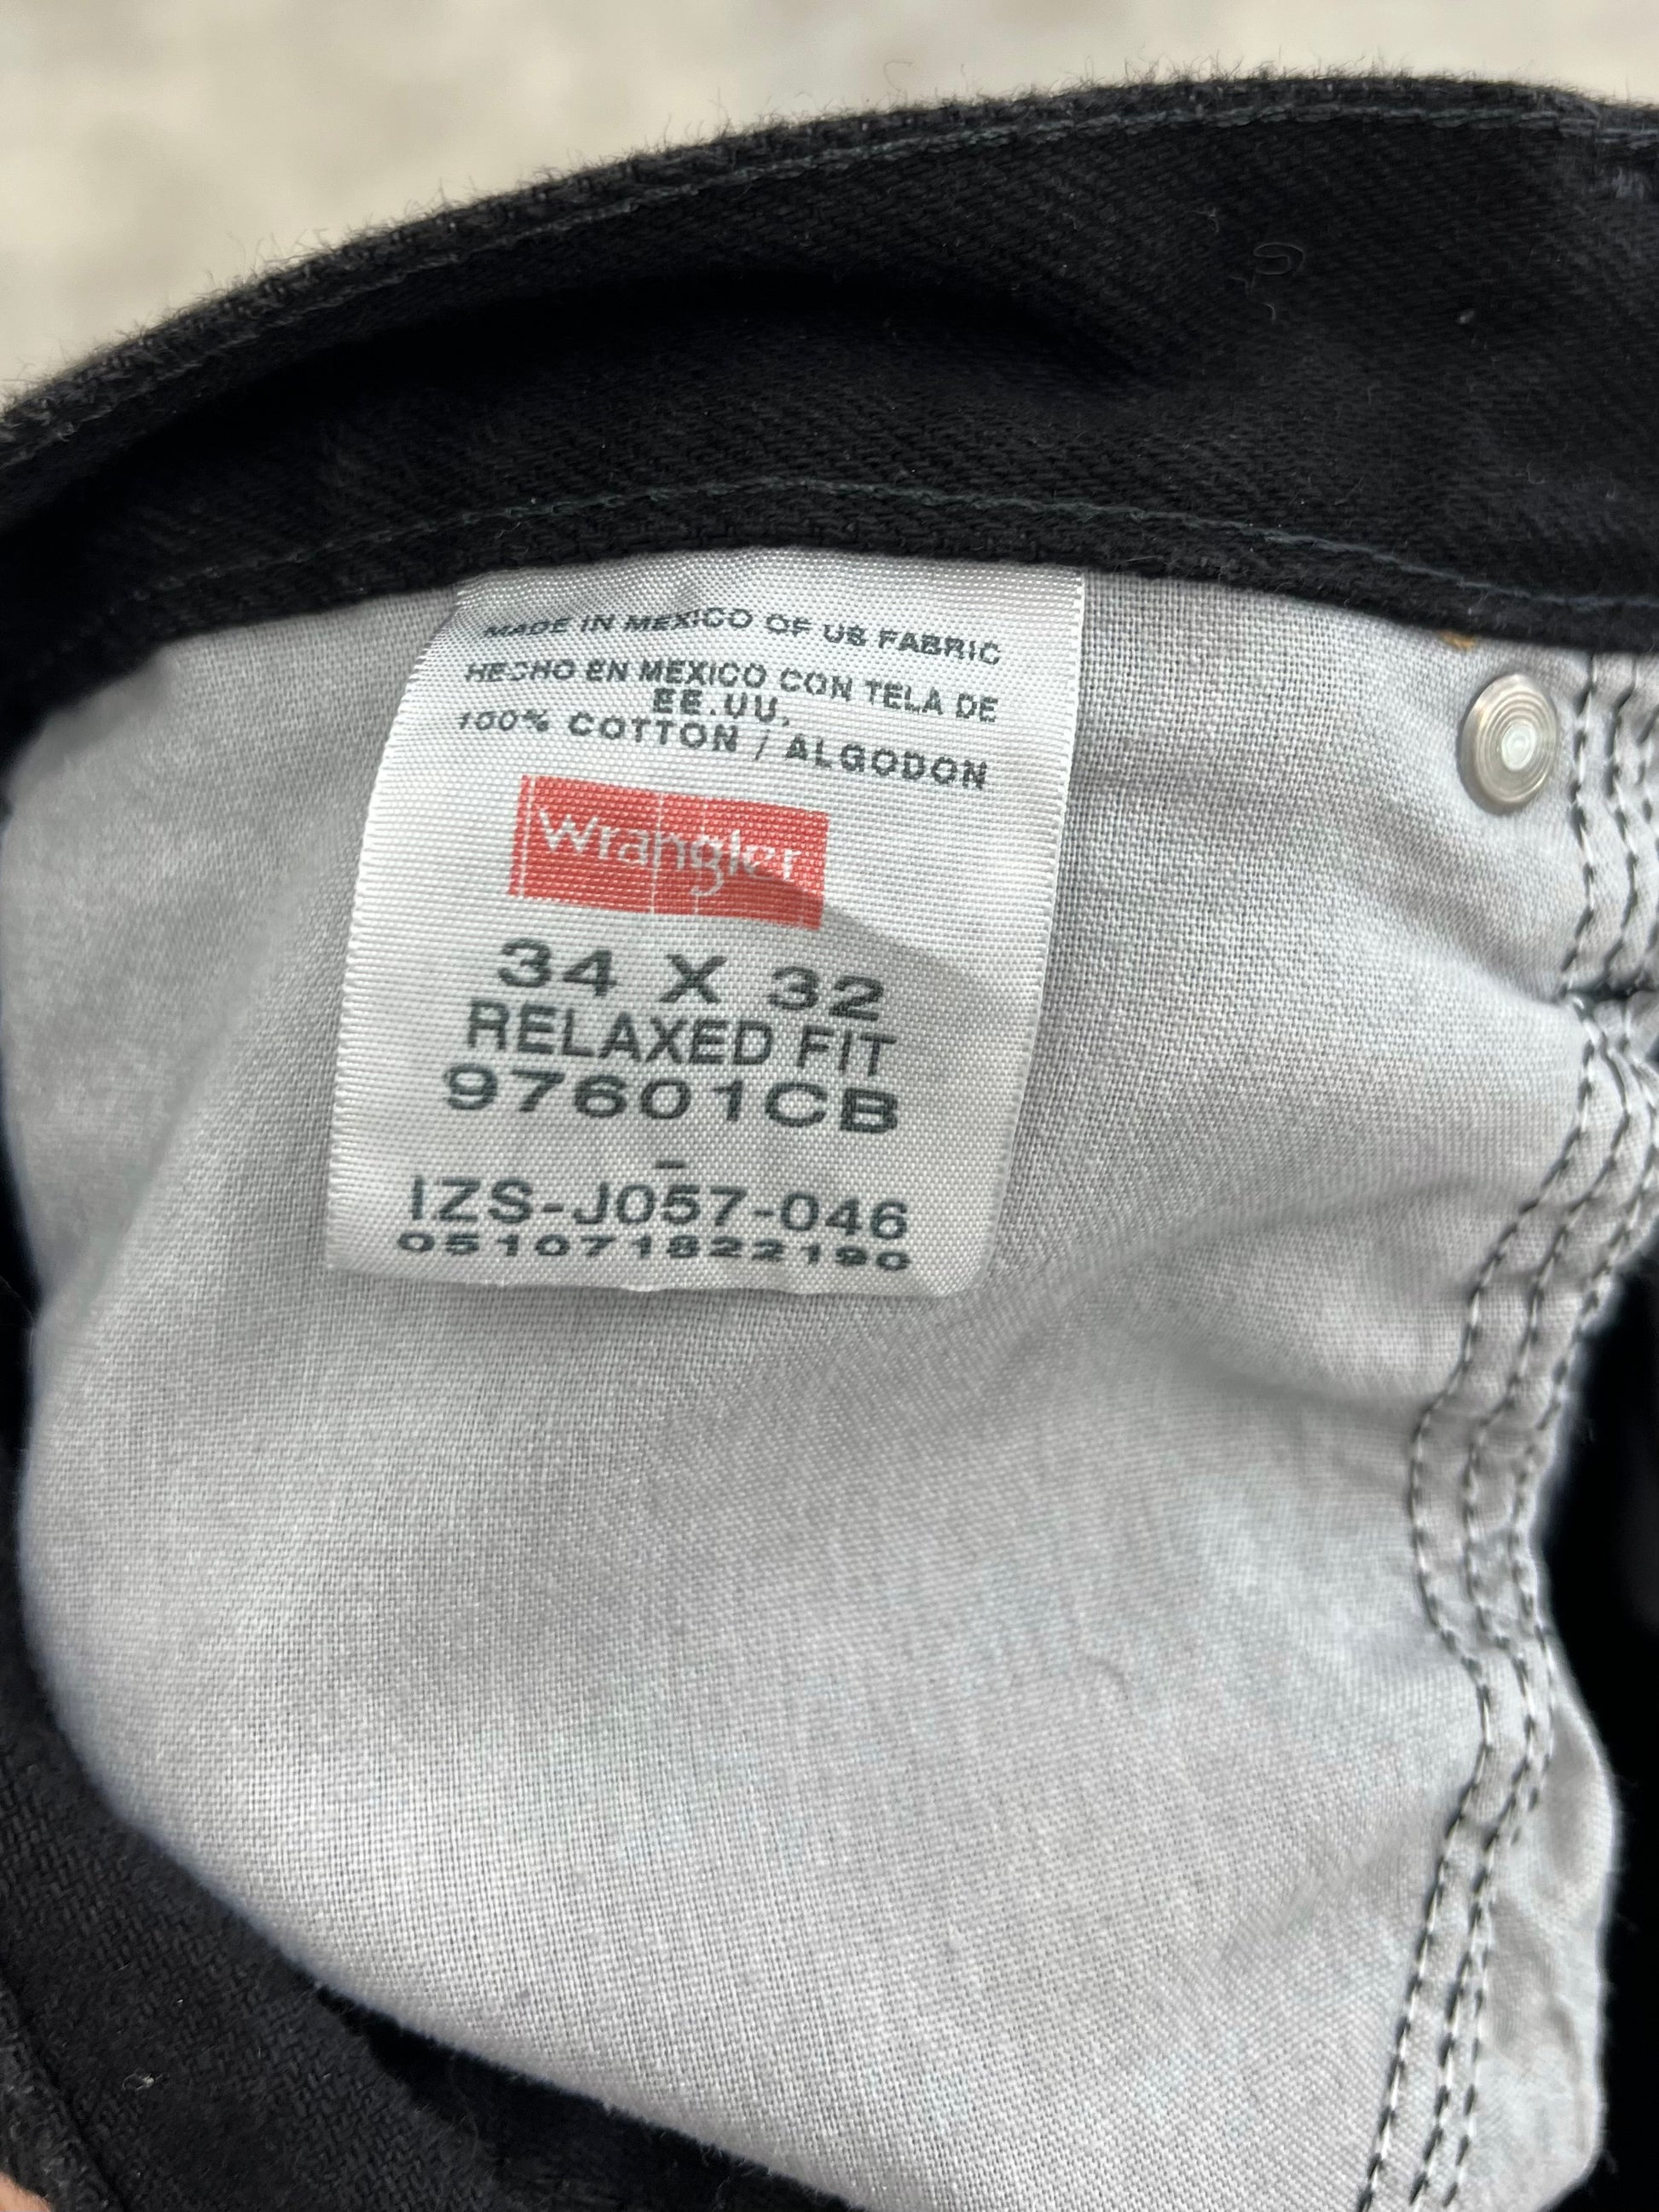 MADE IN MEXICO OF US FABRIC
HECHO EN MEXICO CON TELA DE
EE.UU.
100% COTTON / ALGODON
Wrangler
34 X 32
RELAXED FIT
97601CB
-
IZS-J057-046
051071822190